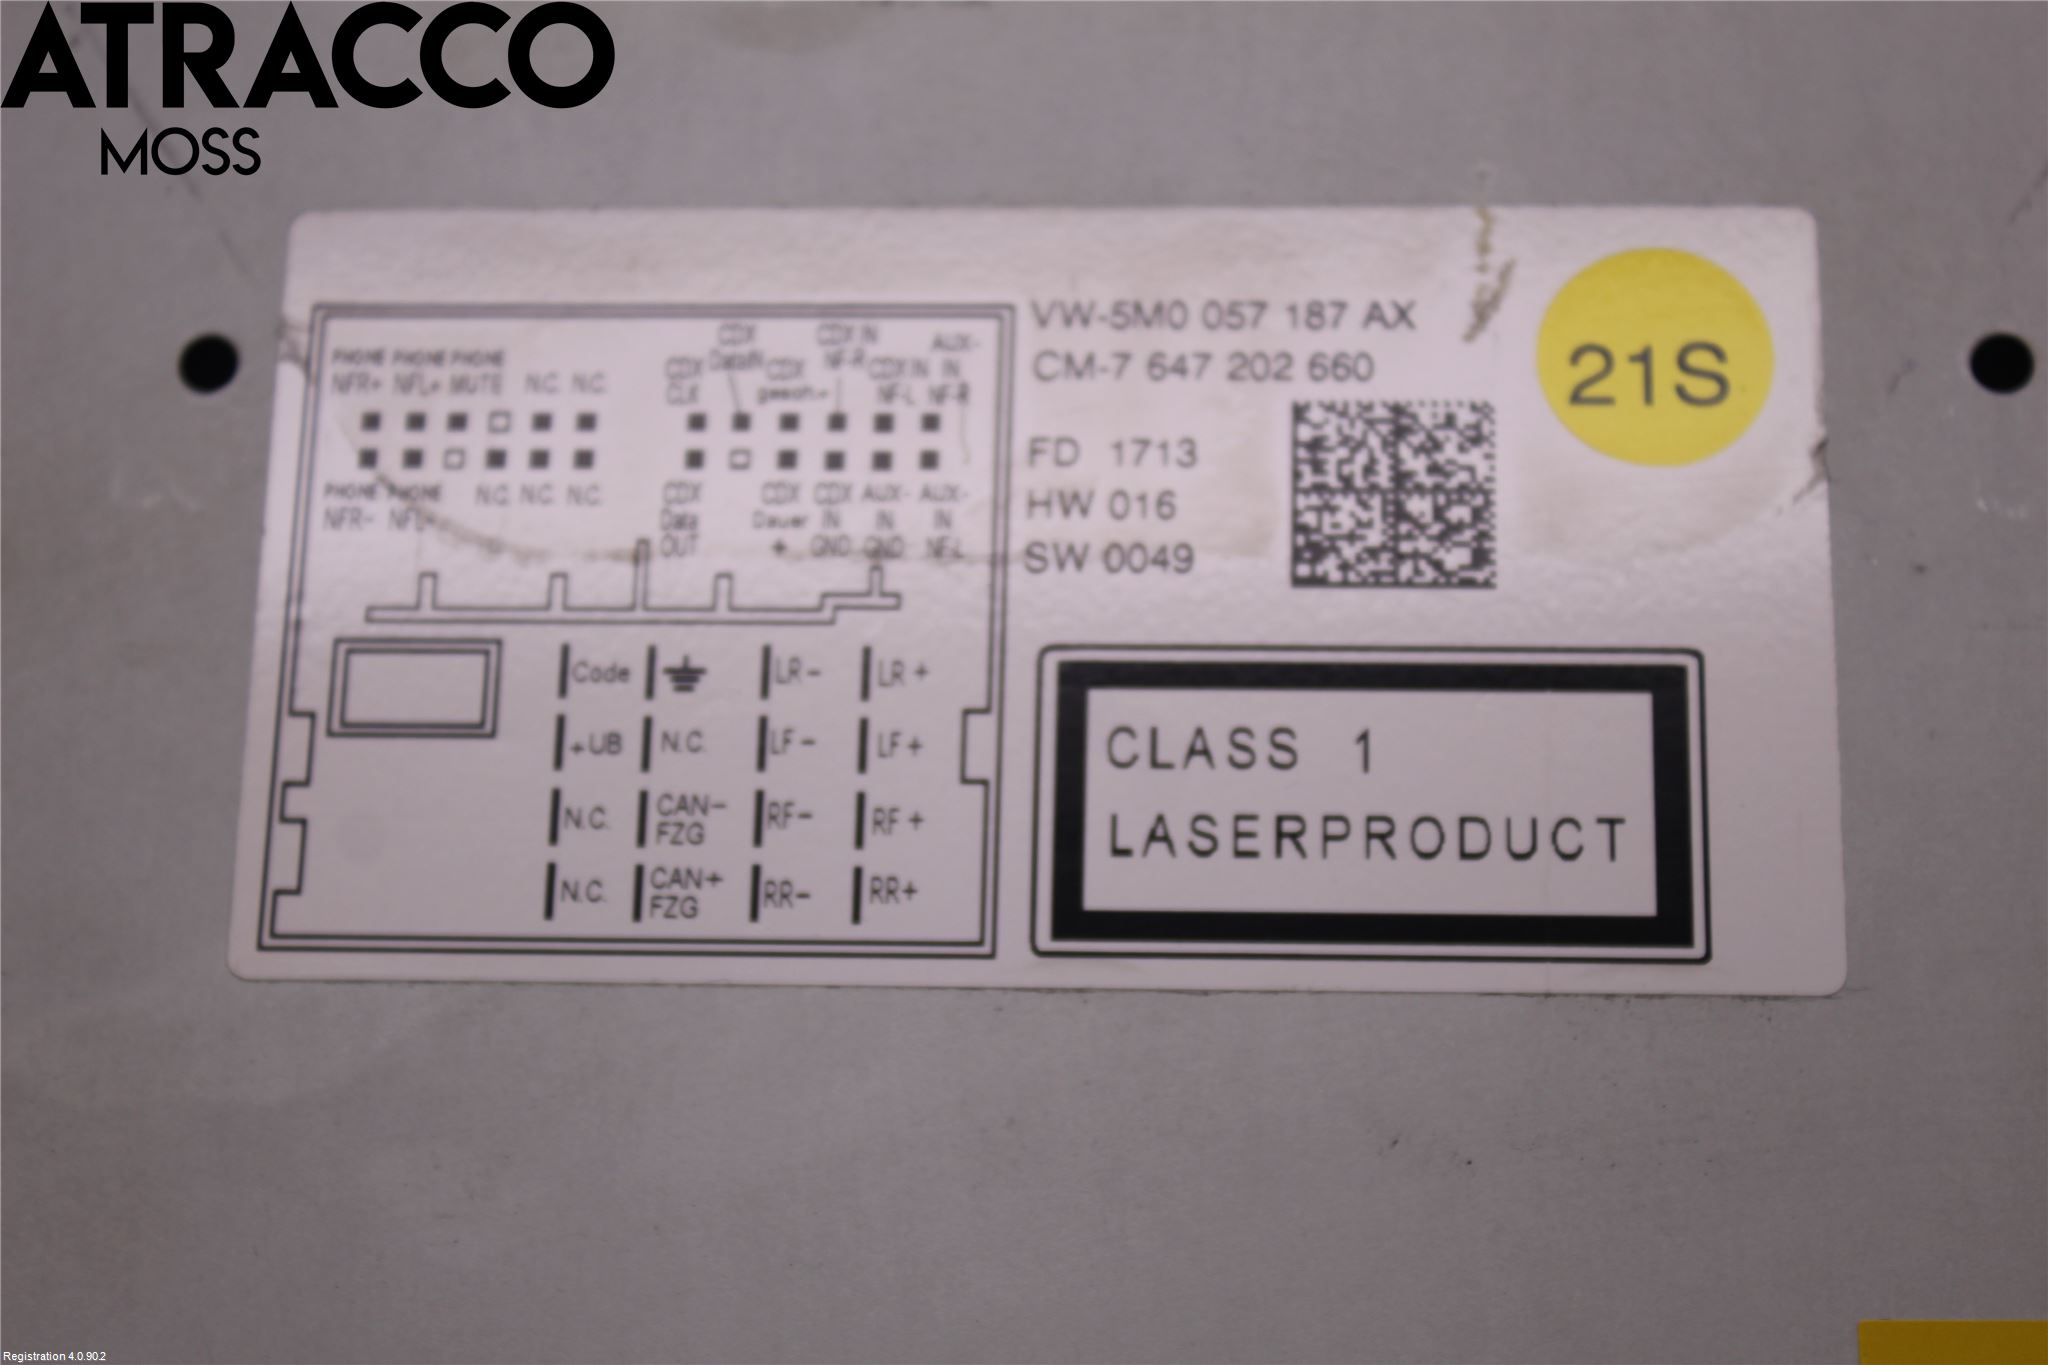 ATRACCO
MOSS
VW-5M0 057 187 AX
CM-7 647 202 660
21S
FD 1713
HW 016
SW 0049
CDX CDX IN AUX-
PHONE PHONE PHONE CDX DataIN CDX NF-R CDX IN IN
NFR+ NFL+ MUTE N.C. N.C. CLK gesch+ NF-L NF-R
PHONE PHONE N.C. N.C. N.C. CDX CDX CDX AUX- AUX-
NFR- NFL- Data Dauer IN IN IN
OUT + GND GND NF-L
Code LR- LR+
+UB N.C. LF- LF+
N.C. CAN- FZG RF- RF+
N.C. CAN+ FZG RR- RR+
CLASS 1
LASERPRODUCT
Registration 4.0.90.2